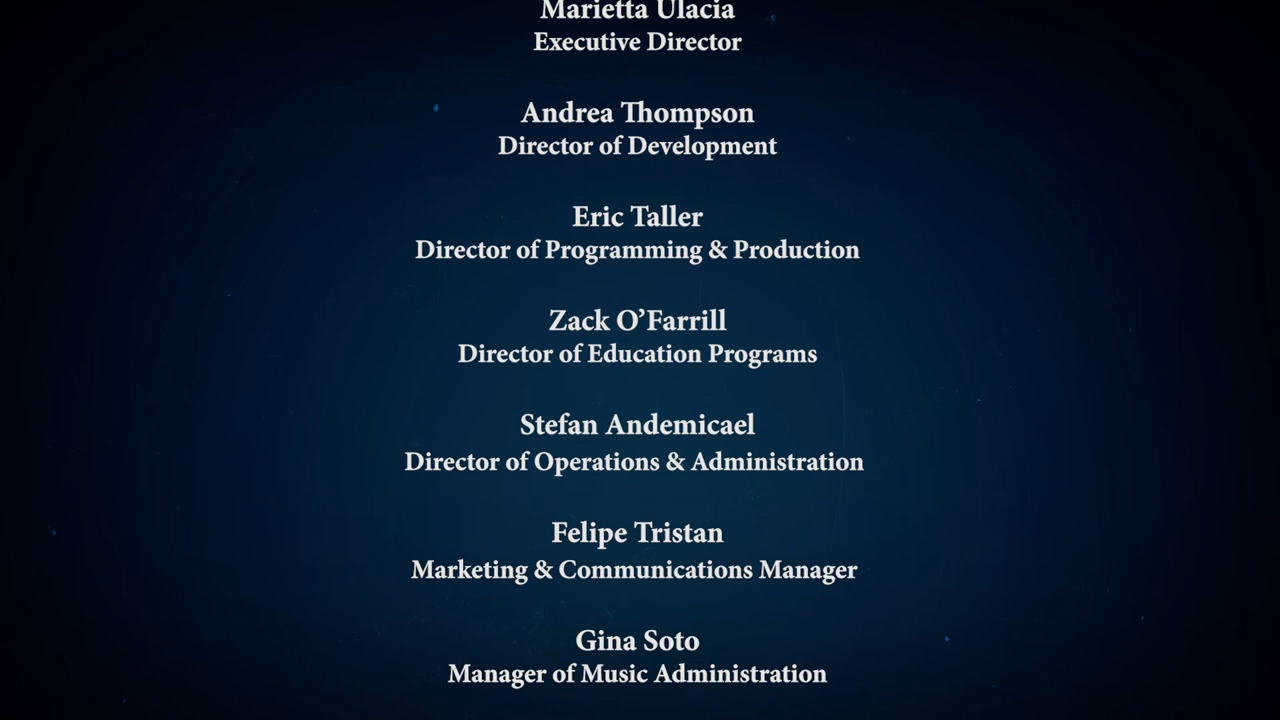 Marietta Ulacia
Executive Director
Andrea Thompson
Director of Development
Eric Taller
Director of Programming & Production
Zack O’Farrill
Director of Education Programs
Stefan Andemicael
Director of Operations & Administration
Felipe Tristan
Marketing & Communications Manager
Gina Soto
Manager of Music Administration